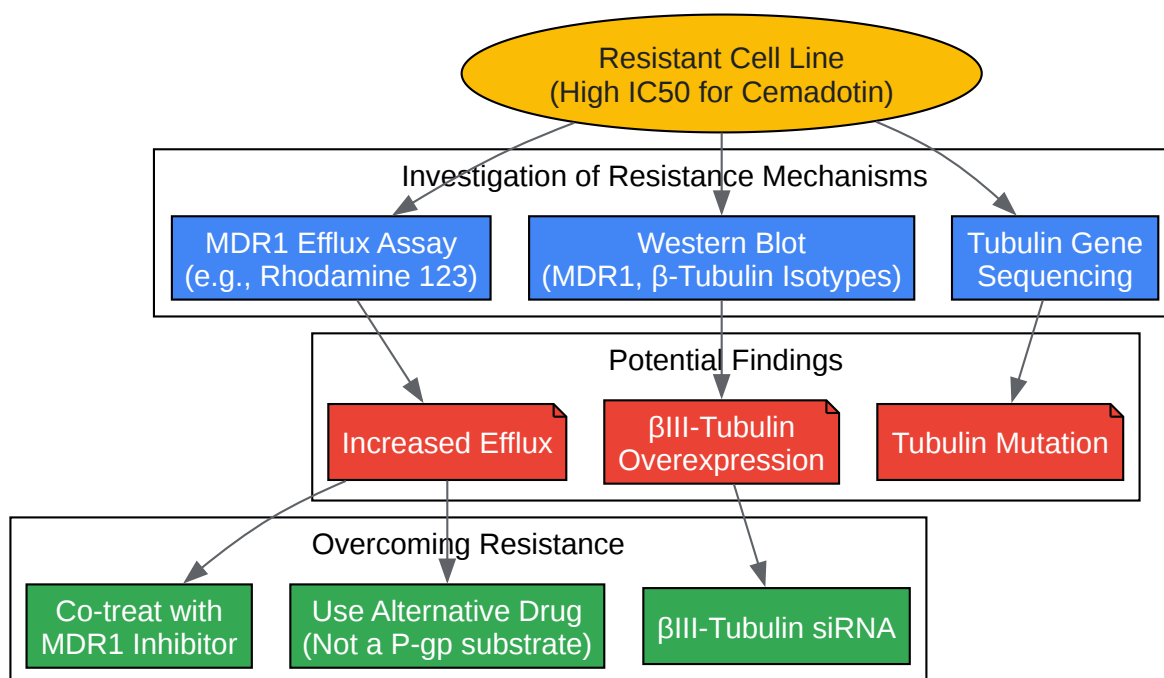 Resistant Cell Line
(High IC50 for Cemadotin)
Investigation of Resistance Mechanisms
MDR1 Efflux Assay
(e.g., Rhodamine 123)
Western Blot
(MDR1, β-Tubulin Isotypes)
Tubulin Gene
Sequencing
Potential Findings
Increased Efflux
βIII-Tubulin
Overexpression
Tubulin Mutation
Overcoming Resistance
Co-treat with
MDR1 Inhibitor
Use Alternative Drug
(Not a P-gp substrate)
βIII-Tubulin siRNA